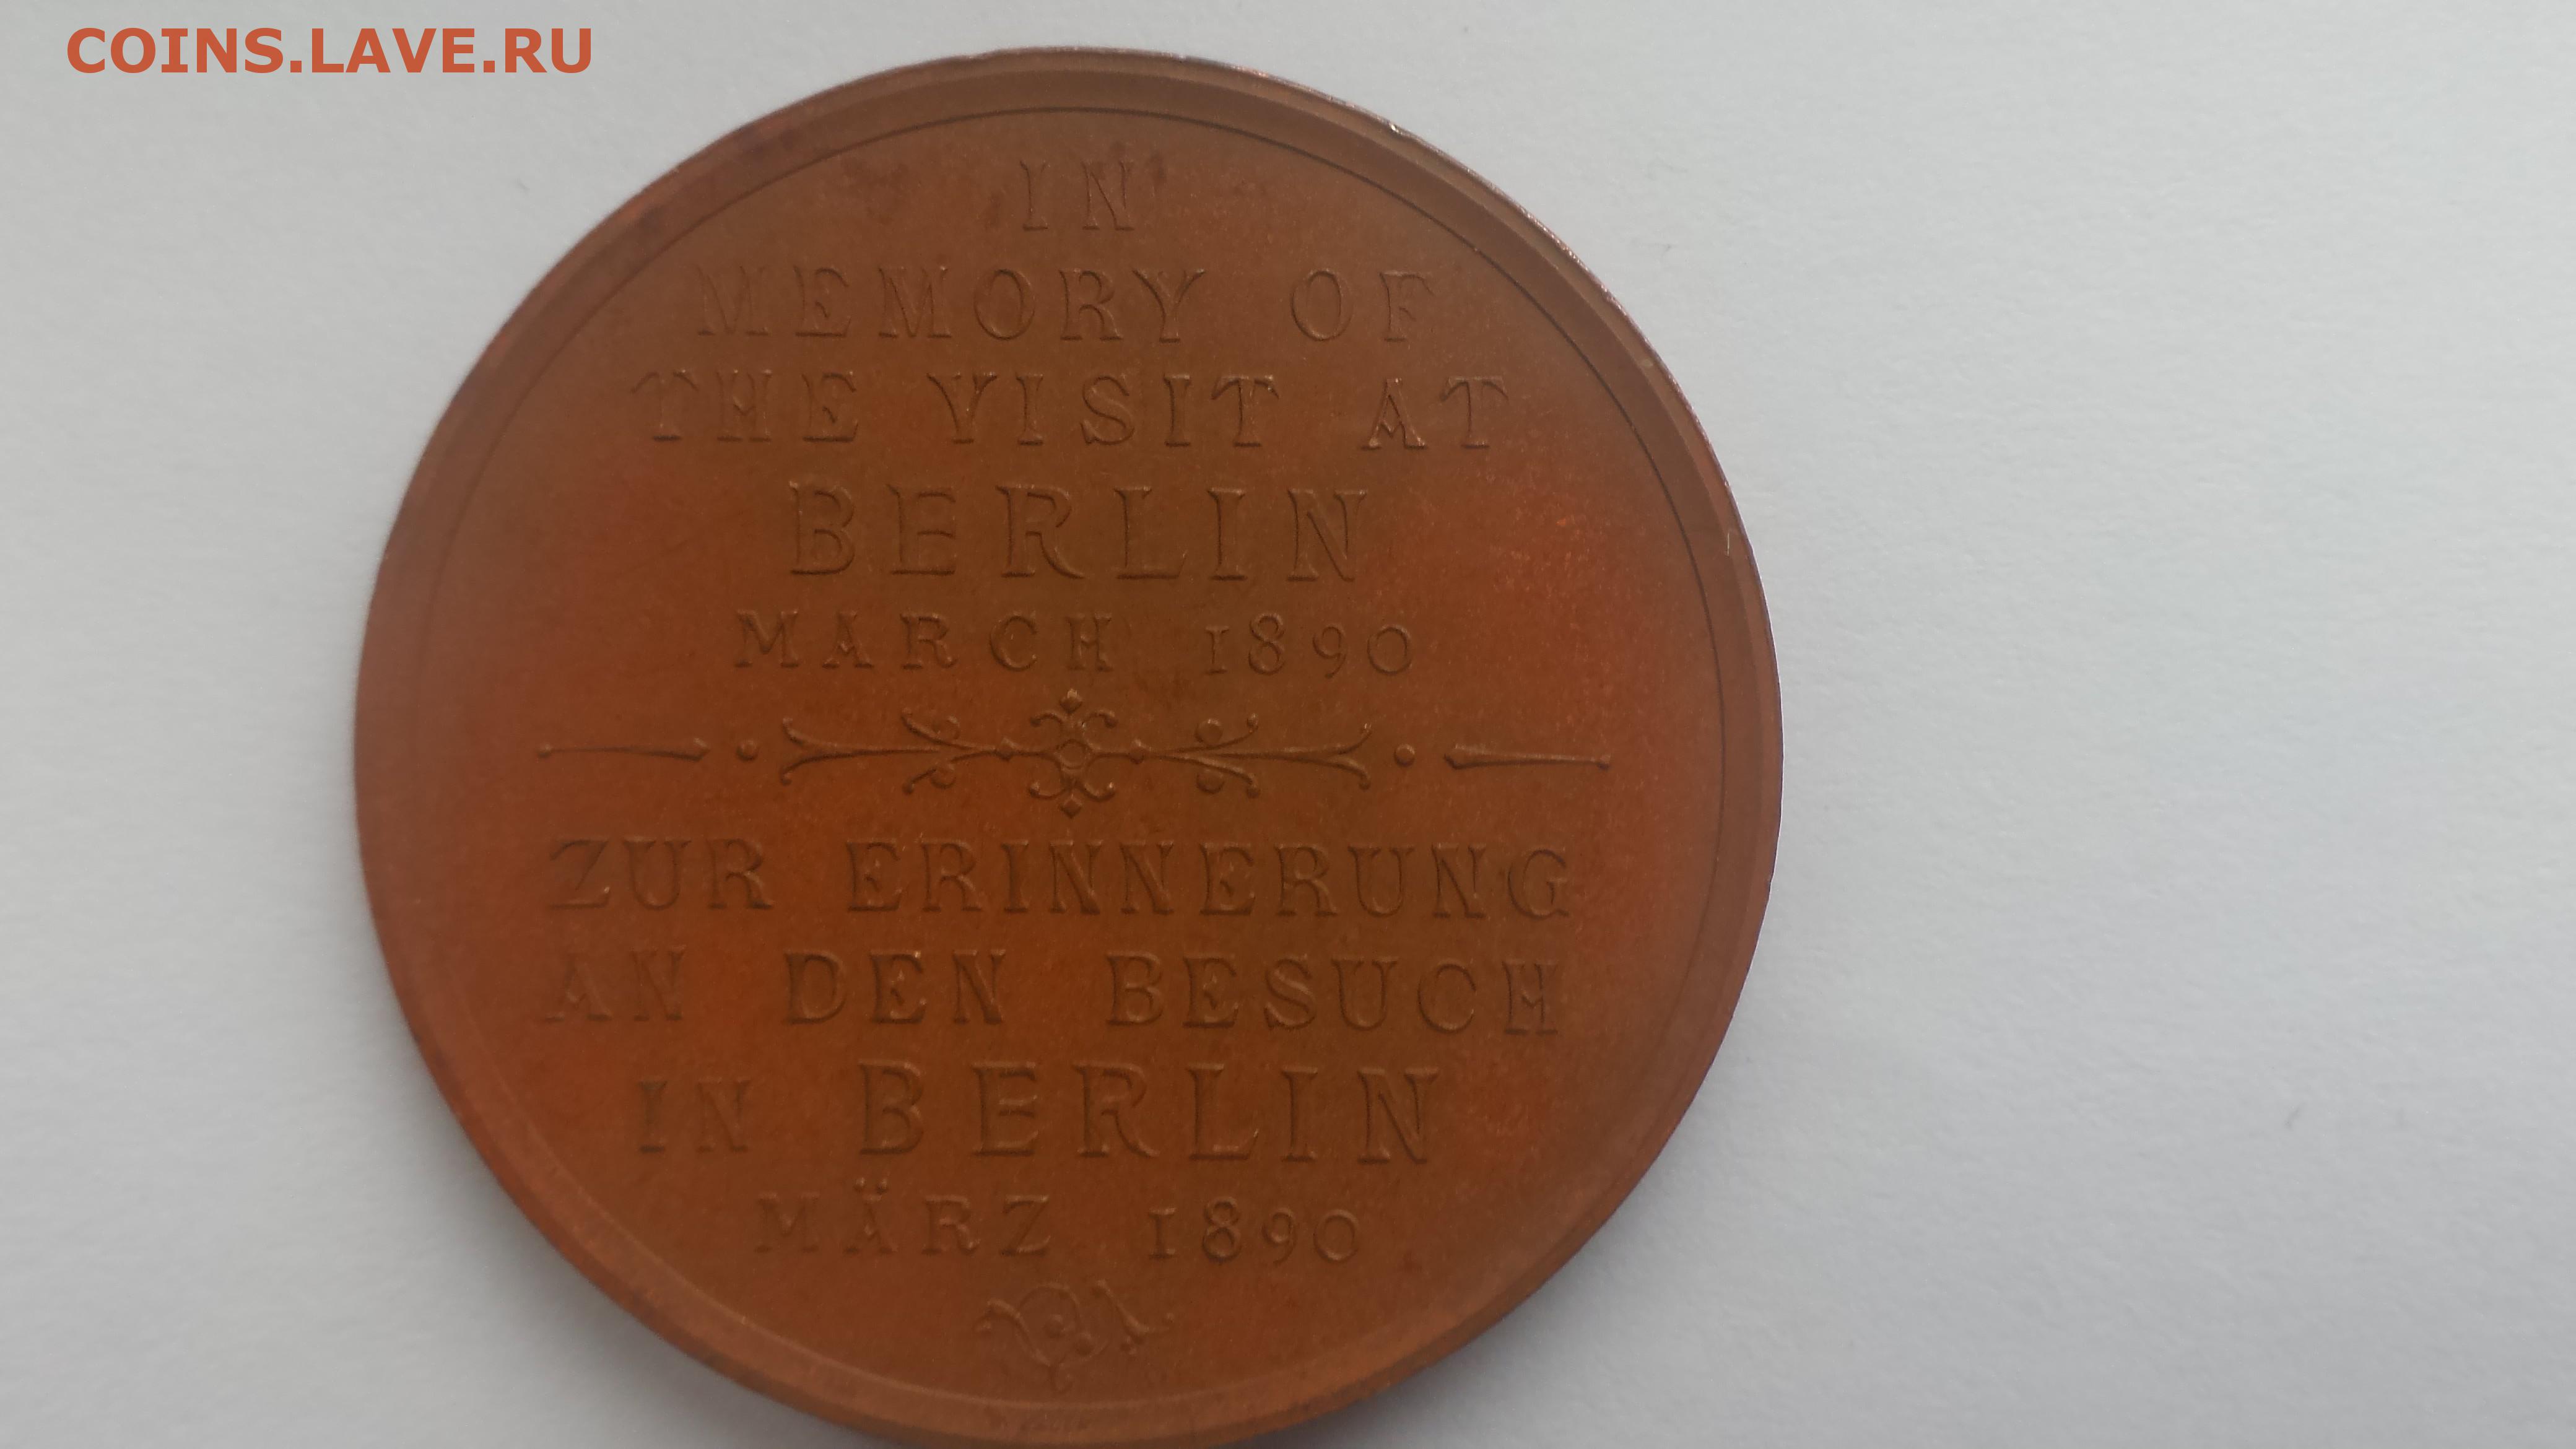 COINS.LAVE.RU
IN
MEMORY OF
THE VISIT AT
BERLIN
MARCH 1890
ZUR ERINNERUNG
AN DEN BESUCH
IN BERLIN
MÄRZ 1890